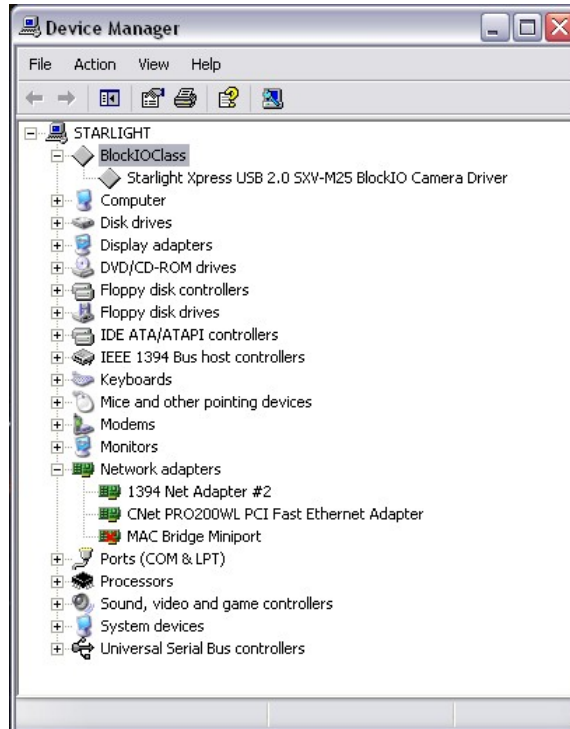 Device Manager
File Action View Help
STARLIGHT
BlockIOClass
Starlight Xpress USB 2.0 SXV-M25 BlockIO Camera Driver
Computer
Disk drives
Display adapters
DVD/CD-ROM drives
Floppy disk controllers
Floppy disk drives
IDE ATA/ATAPI controllers
IEEE 1394 Bus host controllers
Keyboards
Mice and other pointing devices
Modems
Monitors
Network adapters
1394 Net Adapter #2
CNet PRO200WL PCI Fast Ethernet Adapter
MAC Bridge Miniport
Ports (COM & LPT)
Processors
Sound, video and game controllers
System devices
Universal Serial Bus controllers